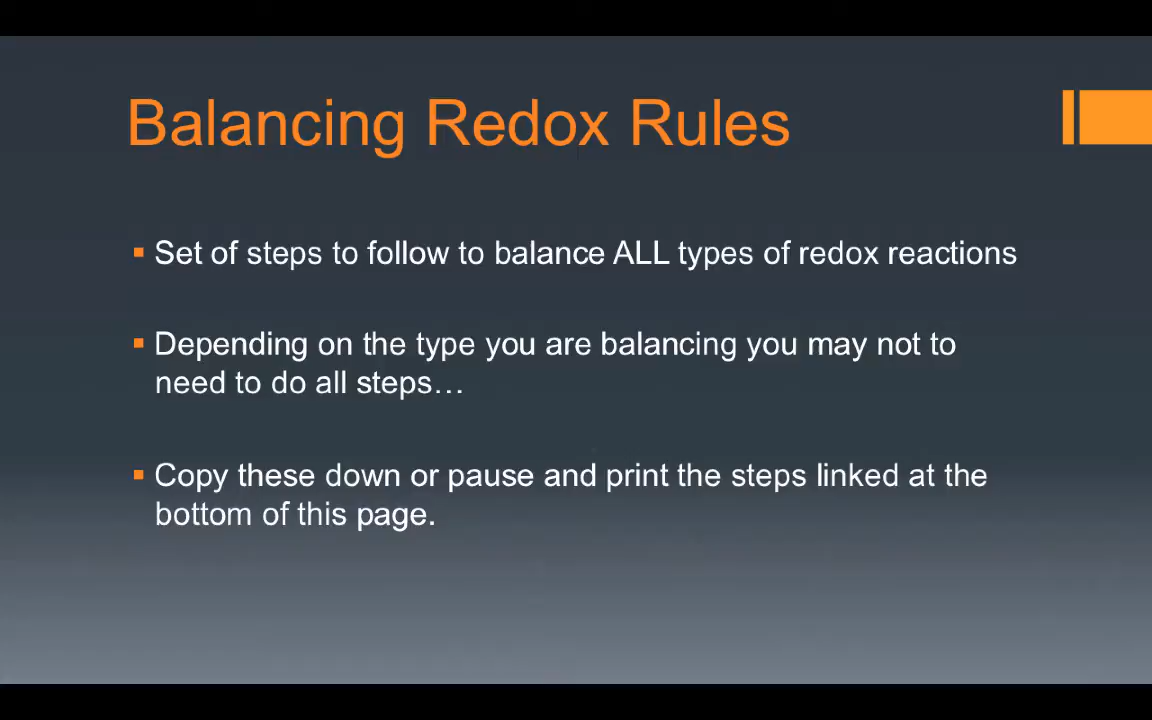 Balancing Redox Rules
▪ Set of steps to follow to balance ALL types of redox reactions
▪ Depending on the type you are balancing you may not to
need to do all steps…
▪ Copy these down or pause and print the steps linked at the
bottom of this page.